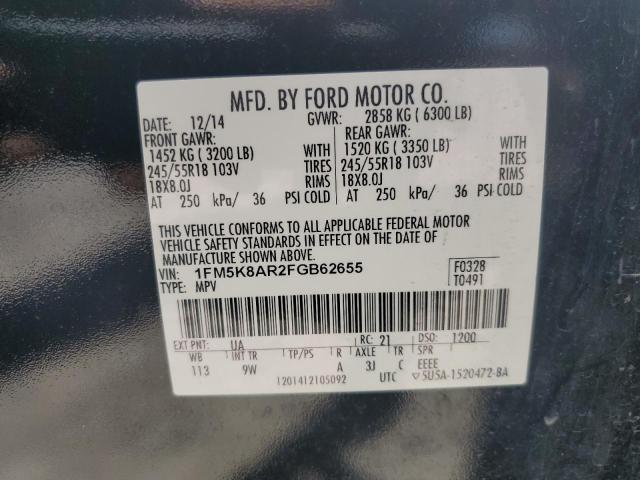 MFD. BY FORD MOTOR CO.
DATE: 12/14 GVWR: 2858 KG (6300 LB)
FRONT GAWR: REAR GAWR:
1452 KG (3200 LB) WITH 1520 KG (3350 LB) WITH
245/55R18 103V TIRES 245/55R18 103V TIRES
18X8.0J RIMS 18X8.0J RIMS
AT 250 kPa/ 36 PSI COLD AT 250 kPa/ 36 PSI COLD
THIS VEHICLE CONFORMS TO ALL APPLICABLE FEDERAL MOTOR
VEHICLE SAFETY STANDARDS IN EFFECT ON THE DATE OF
MANUFACTURE SHOWN ABOVE.
VIN: 1FM5K8AR2FGB62655 F0328
TYPE: MPV T0491
EXT PNT: UA RC: 21 DSO: 1200
WB INT TR TP/PS R AXLE TR SPR
113 9W A 3J C EEEE
1201412105092 UTC ▽5U5A-1520472-BA